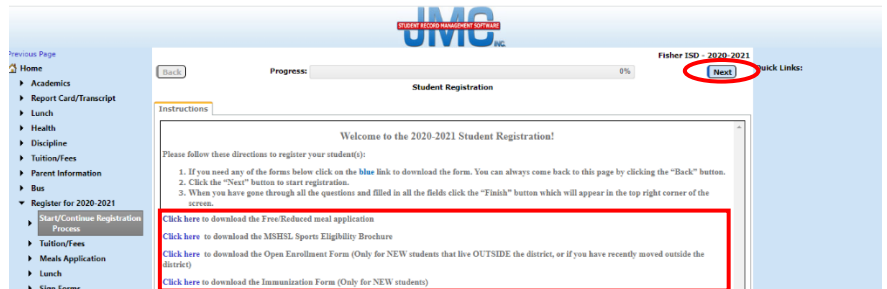 STUDENT RECORD MANAGEMENT SOFTWARE
JMC
INC.
Previous Page
Fisher ISD - 2020-2021
Home
Back
Progress:
0%
Next
Quick Links:
Academics
Student Registration
Report Card/Transcript
Instructions
Lunch
Health
Welcome to the 2020-2021 Student Registration!
Discipline
Please follow these directions to register your student(s):
Tuition/Fees
1. If you need any of the forms below click on the blue link to download the form. You can always come back to this page by clicking the "Back" button.
Parent Information
2. Click the "Next" button to start registration.
Bus
3. When you have gone through all the questions and filled in all the fields click the "Finish" button which will appear in the top right corner of the
screen.
Register for 2020-2021
Start/Continue Registration
Process
Click here to download the Free/Reduced meal application
Click here to download the MSHSL Sports Eligibility Brochure
Tuition/Fees
Click here to download the Open Enrollment Form (Only for NEW students that live OUTSIDE the district, or if you have recently moved outside the
district)
Meals Application
Lunch
Click here to download the Immunization Form (Only for NEW students)
Sign Forms